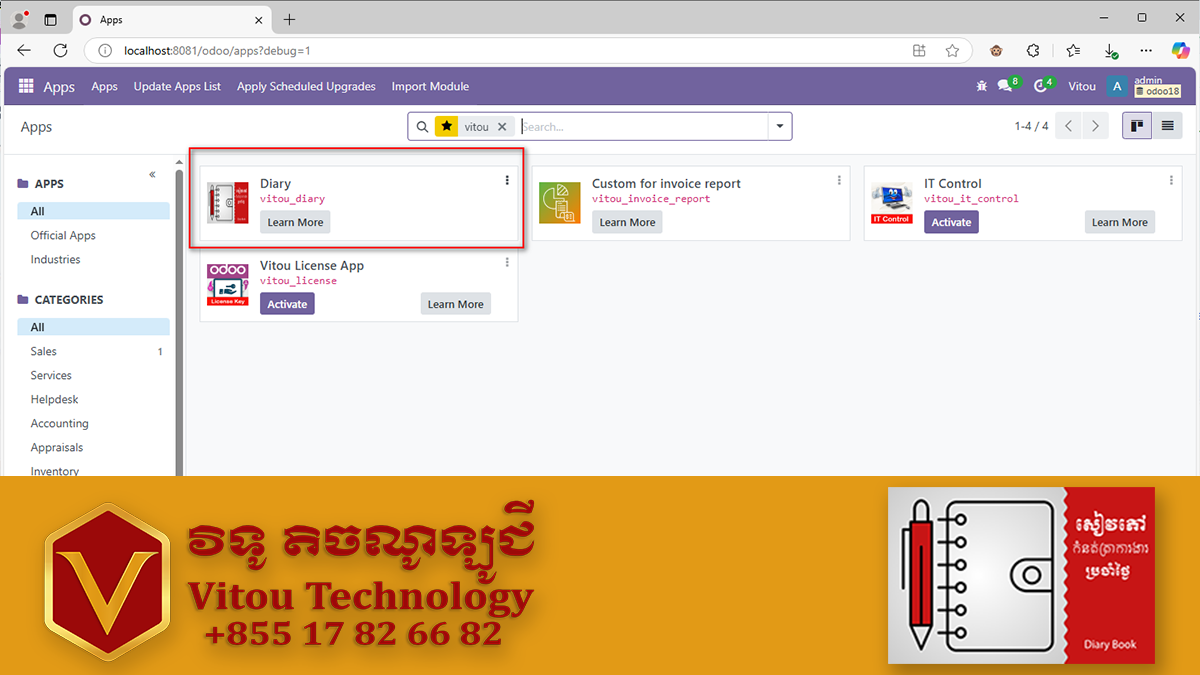 Apps
localhost:8081/odoo/apps?debug=1
Apps Apps Update Apps List Apply Scheduled Upgrades Import Module 8 4 Vitou A admin odoo18
Apps vitou Search... 1-4 / 4
APPS
All
Official Apps
Industries
CATEGORIES
All
Sales 1
Services
Helpdesk
Accounting
Appraisals
Inventory
Diary
vitou_diary
Learn More
Custom for invoice report
vitou_invoice_report
Learn More
IT Control
IT Control
vitou_it_control
Activate Learn More
odoo
License Key
Vitou License App
vitou_license
Activate Learn More
V
វិទូ តិចណូឡូជី
Vitou Technology
+855 17 82 66 82
សៀវភៅ
កំនត់ត្រាការងារ
ប្រចាំថ្ងៃ
Diary Book